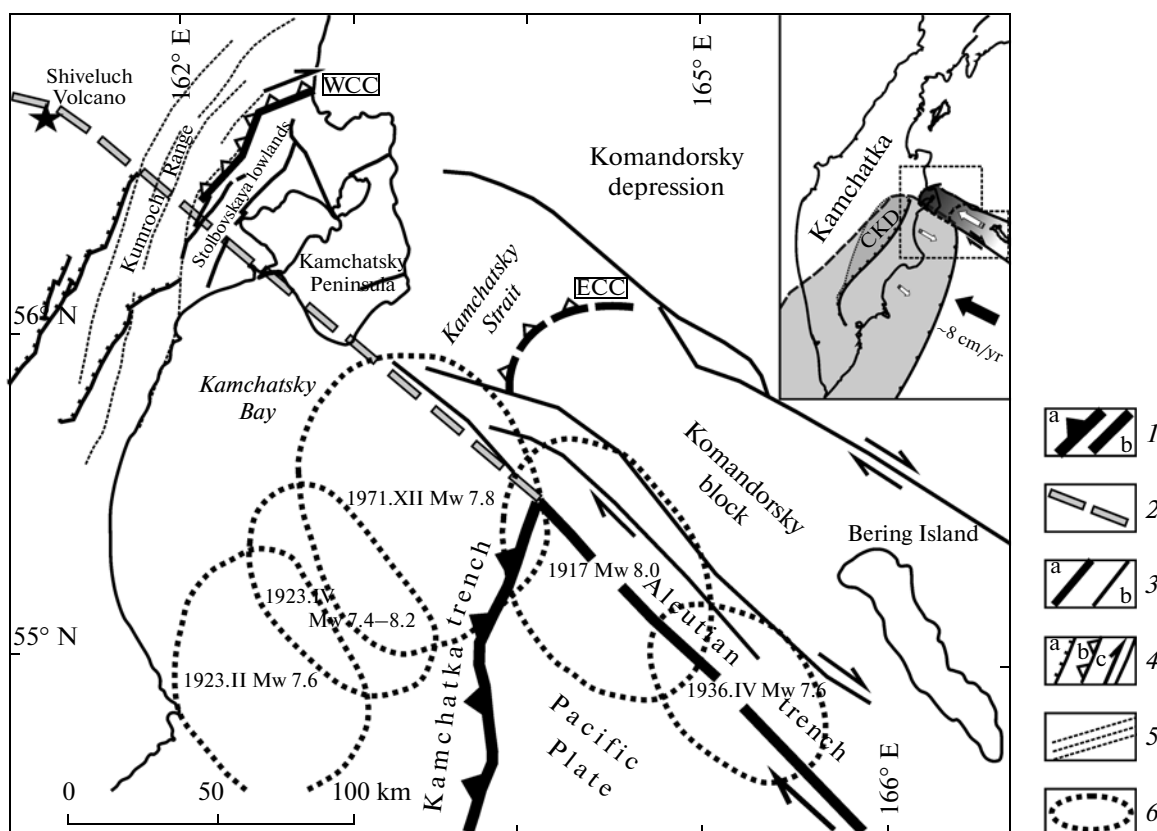 Shiveluch
Volcano
162° E
165° E
WCC
Kumroch Range
Stolbovskaya lowlands
Komandorsky
depression
Kamchatka
CKD
~8 cm/yr
Kamchatsky
Peninsula
Kamchatsky
Strait
ECC
56° N
Kamchatsky
Bay
Komandorsky
block
Bering Island
1971.XII Mw 7.8
1917 Mw 8.0
1923.IV
Mw 7.4–8.2
Kamchatka trench
Aleutian
trench
55° N
1923.II Mw 7.6
1936.IV Mw 7.6
Pacific
Plate
166° E
0 50 100 km
a b 1
2
a b 3
a b c 4
5
6